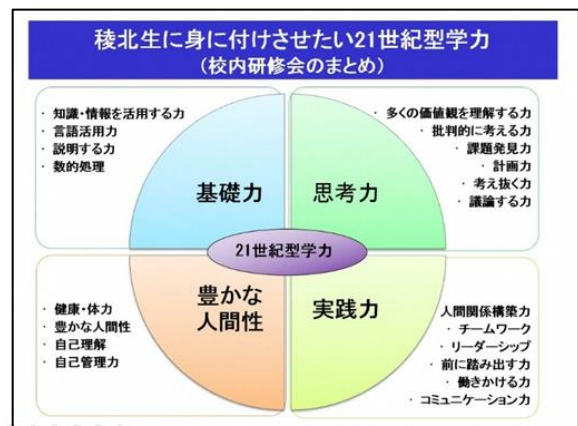 稜北生に身に付けさせたい21世紀型学力
(校内研修会のまとめ)
・ 知識・情報を活用する力
・ 言語活用力
・ 説明する力
・ 数的処理
基礎力
・ 多くの価値観を理解する力
・ 批判的に考える力
・ 課題発見力
・ 計画力
・ 考え抜く力
・ 議論する力
思考力
21世紀型学力
・ 健康・体力
・ 豊かな人間性
・ 自己理解
・ 自己管理力
豊かな
人間性
実践力
人間関係構築力
・ チームワーク
・ リーダーシップ
・ 前に踏み出す力
・ 働きかける力
・ コミュニケーション力